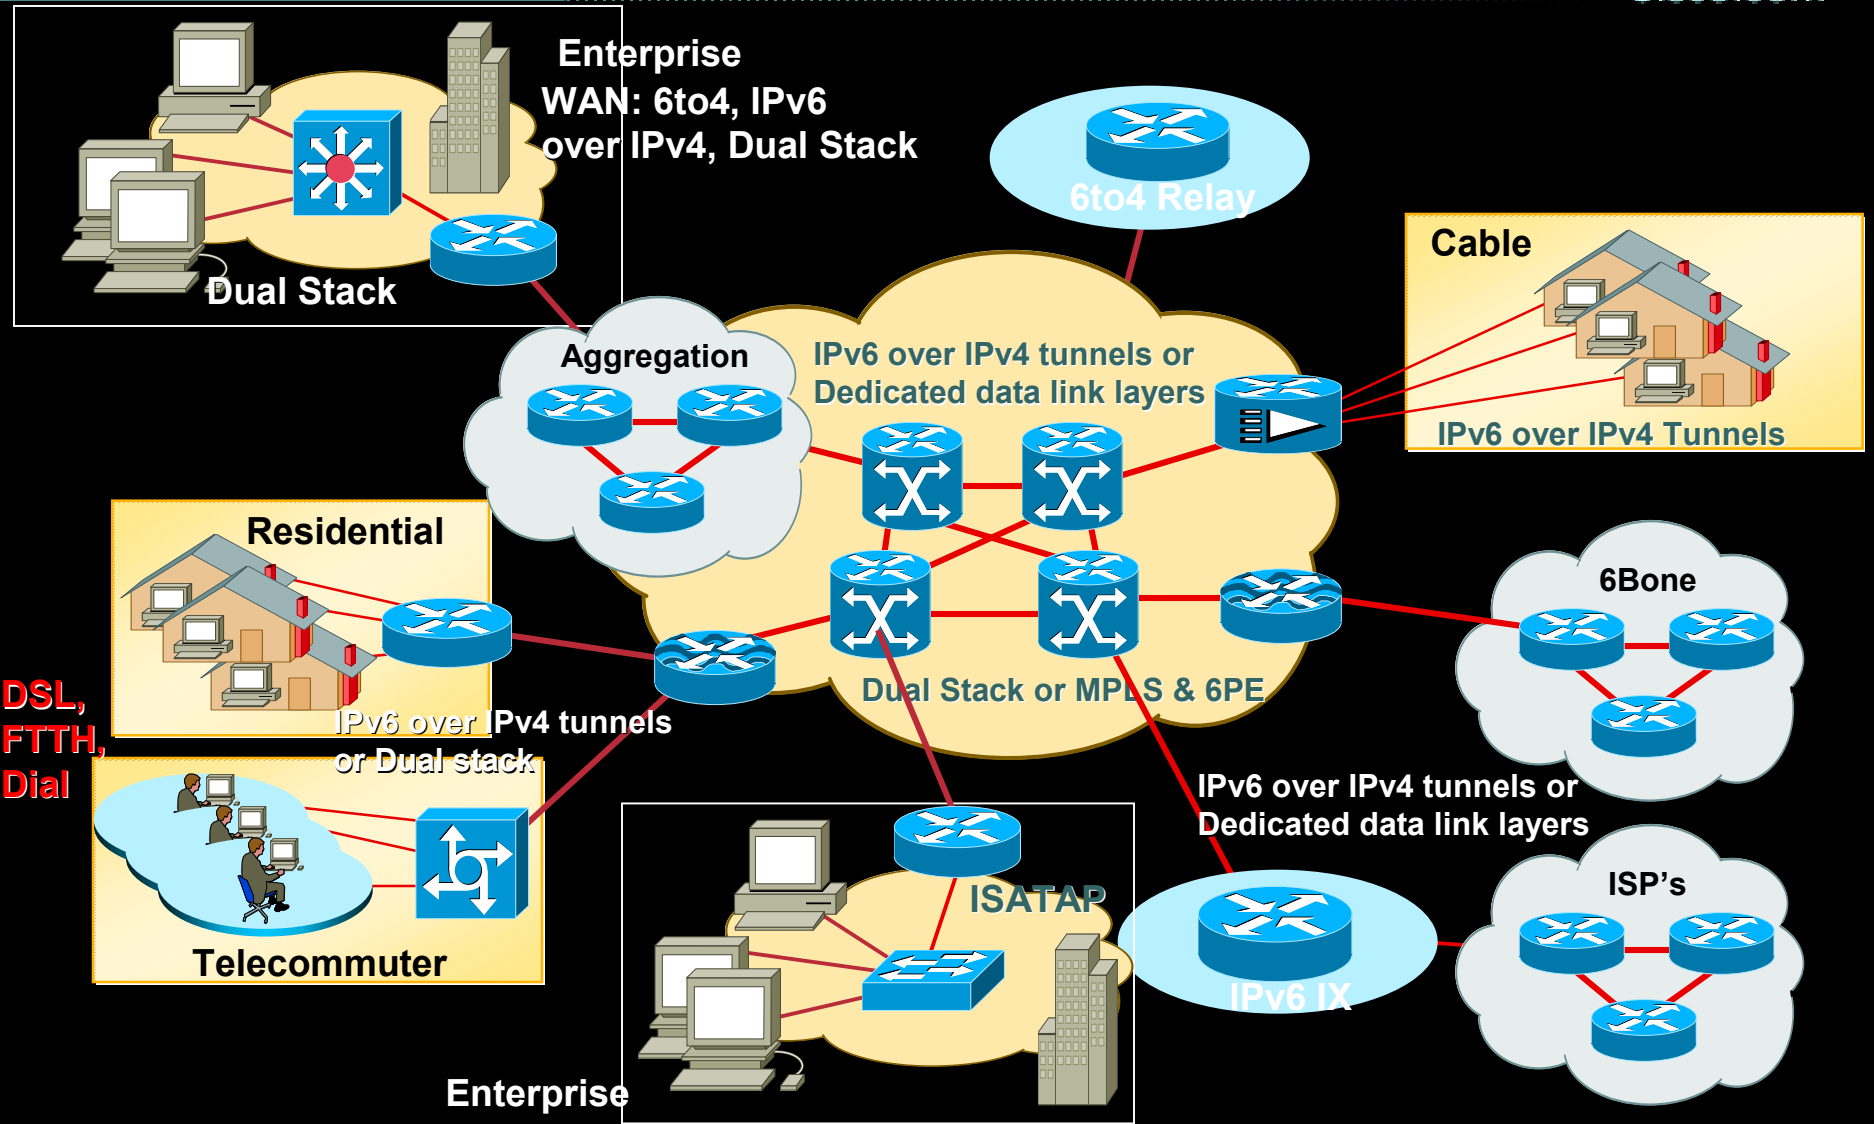 Enterprise
WAN: 6to4, IPv6
over IPv4, Dual Stack
Dual Stack
6to4 Relay
Cable
IPv6 over IPv4 Tunnels
Aggregation
IPv6 over IPv4 tunnels or
Dedicated data link layers
Residential
6Bone
DSL,
FTTH,
Dial
IPv6 over IPv4 tunnels
or Dual stack
Dual Stack or MPLS & 6PE
IPv6 over IPv4 tunnels or
Dedicated data link layers
Telecommuter
ISATAP
ISP's
IPv6 IX
Enterprise